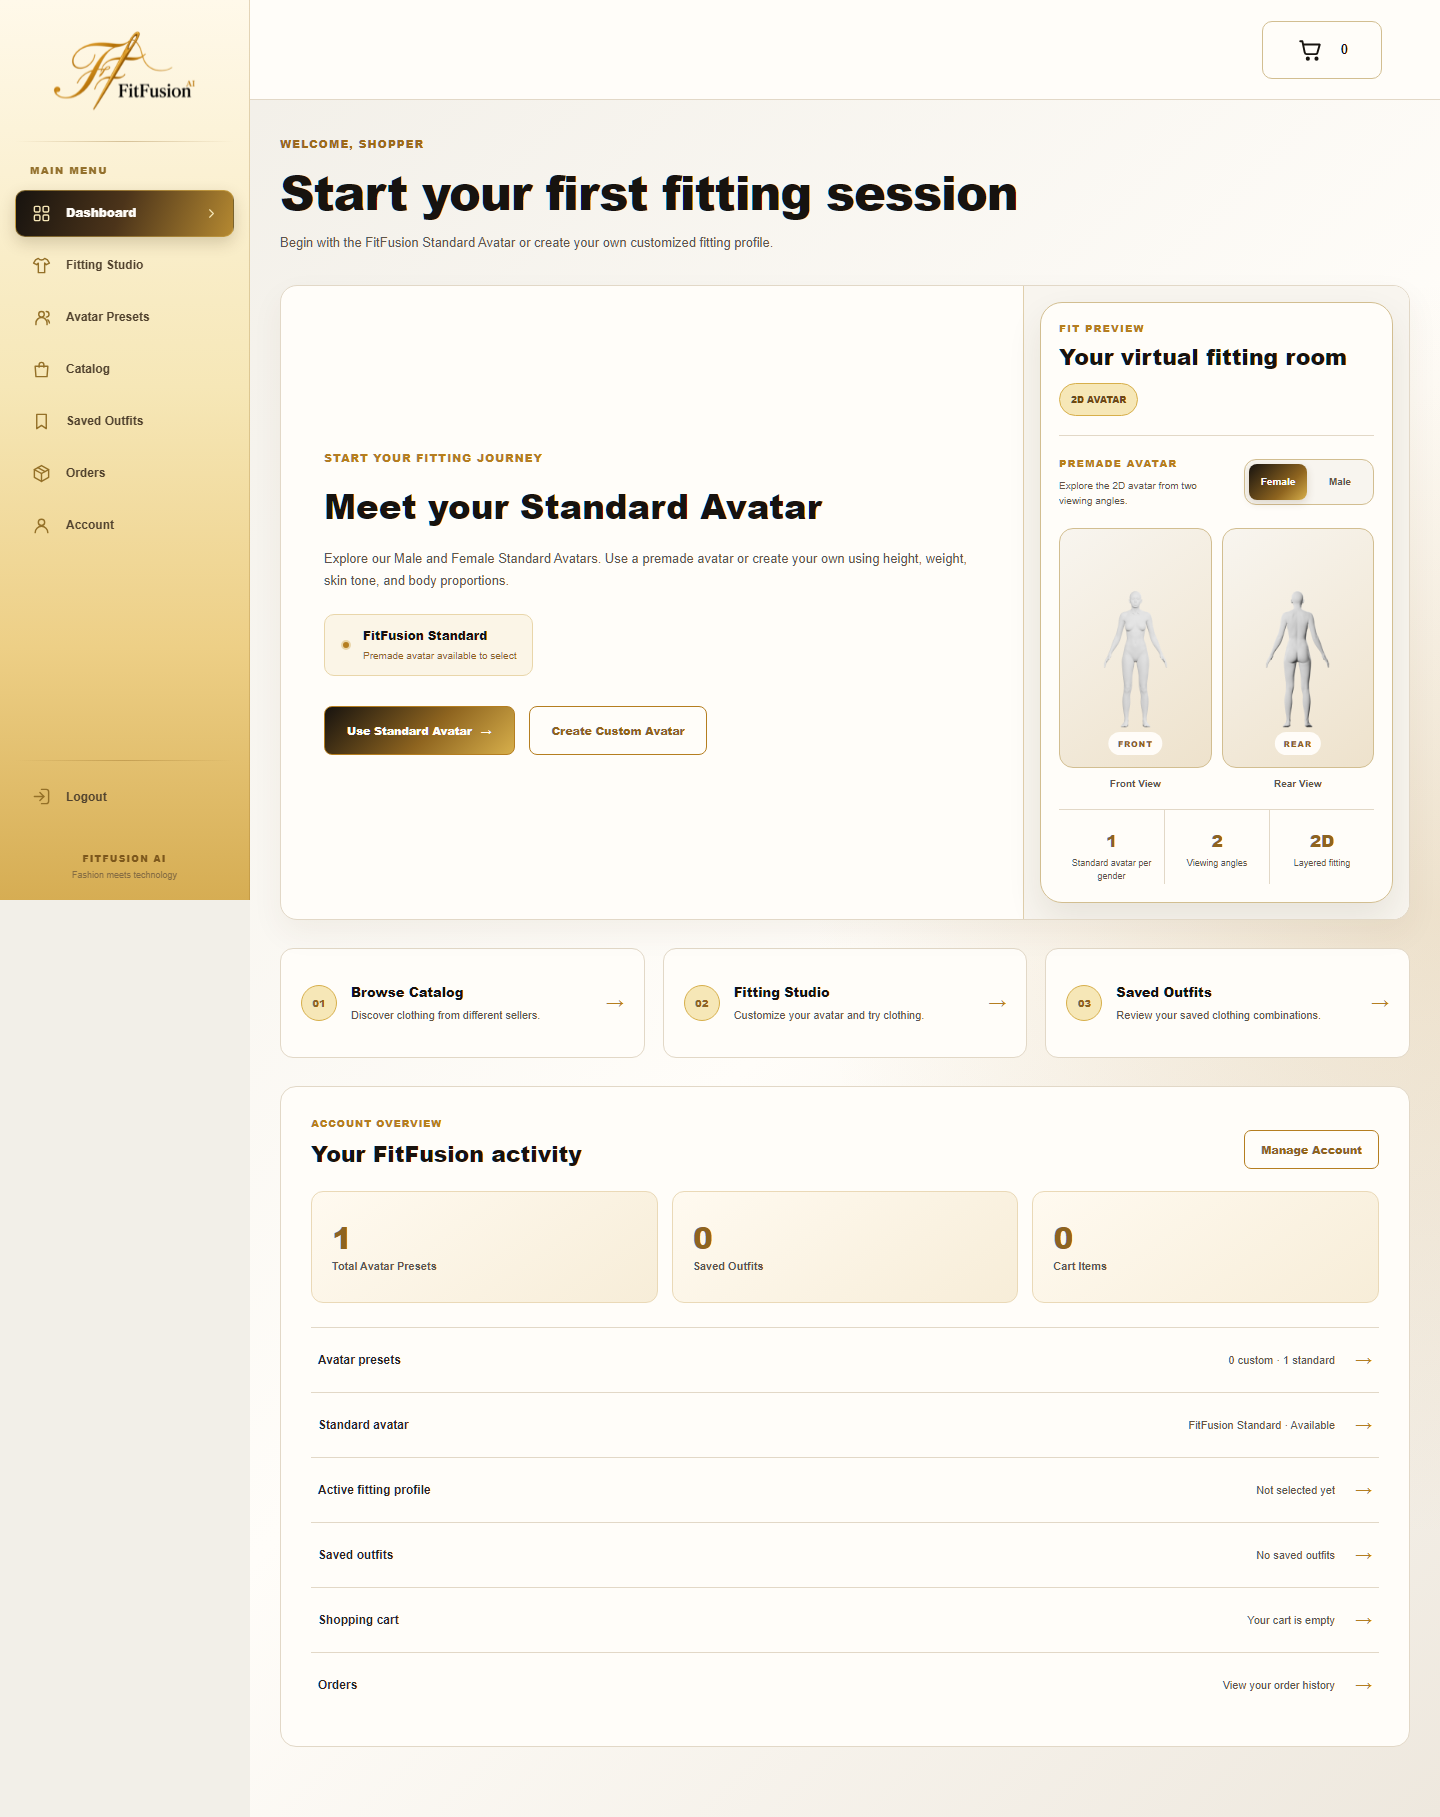 FitFusion AI
MAIN MENU
Dashboard
Fitting Studio
Avatar Presets
Catalog
Saved Outfits
Orders
Account
Logout
FITFUSION AI
Fashion meets technology
0
WELCOME, SHOPPER
Start your first fitting session
Begin with the FitFusion Standard Avatar or create your own customized fitting profile.
START YOUR FITTING JOURNEY
Meet your Standard Avatar
Explore our Male and Female Standard Avatars. Use a premade avatar or create your own using height, weight,
skin tone, and body proportions.
FitFusion Standard
Premade avatar available to select
Use Standard Avatar →
Create Custom Avatar
FIT PREVIEW
Your virtual fitting room
2D AVATAR
PREMADE AVATAR
Explore the 2D avatar from two
viewing angles.
Female
Male
FRONT
REAR
Front View
Rear View
1
Standard avatar per
gender
2
Viewing angles
2D
Layered fitting
01
Browse Catalog
Discover clothing from different sellers.
→
02
Fitting Studio
Customize your avatar and try clothing.
→
03
Saved Outfits
Review your saved clothing combinations.
→
ACCOUNT OVERVIEW
Your FitFusion activity
Manage Account
1
Total Avatar Presets
0
Saved Outfits
0
Cart Items
Avatar presets
0 custom · 1 standard →
Standard avatar
FitFusion Standard · Available →
Active fitting profile
Not selected yet →
Saved outfits
No saved outfits →
Shopping cart
Your cart is empty →
Orders
View your order history →